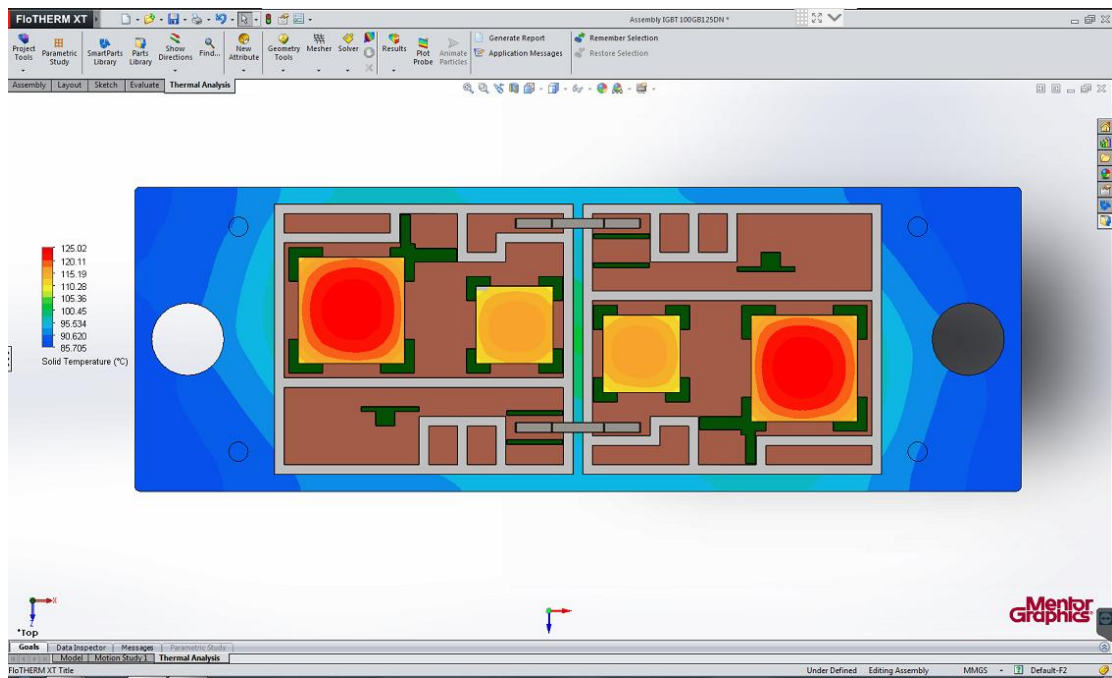 FloTHERM XT
Assembly IGBT 100GB125DN *
Project Tools
Parametric Study
SmartParts Library
Parts Library
Show Directions
Find...
New Attribute
Geometry Tools
Mesher
Solver
Results
Plot Probe
Animate Particles
Generate Report
Application Messages
Remember Selection
Restore Selection
Assembly Layout Sketch Evaluate Thermal Analysis
125.02
120.11
115.19
110.28
105.36
100.45
95.534
90.620
85.705
Solid Temperature (°C)
X
Z
*Top
Mentor
Graphics
Goals Data Inspector Messages Parametric Study
Model Motion Study 1 Thermal Analysis
FloTHERM XT Title
Under Defined Editing Assembly MMGS Default-F2